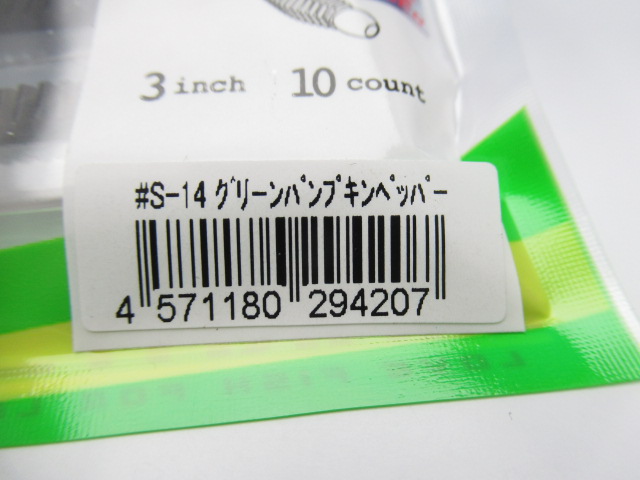 3 inch 10 count
#S-14 ｸﾞﾘｰﾝﾊﾟﾝﾌﾟｷﾝﾍﾟｯﾊﾟｰ
4 571180 294207